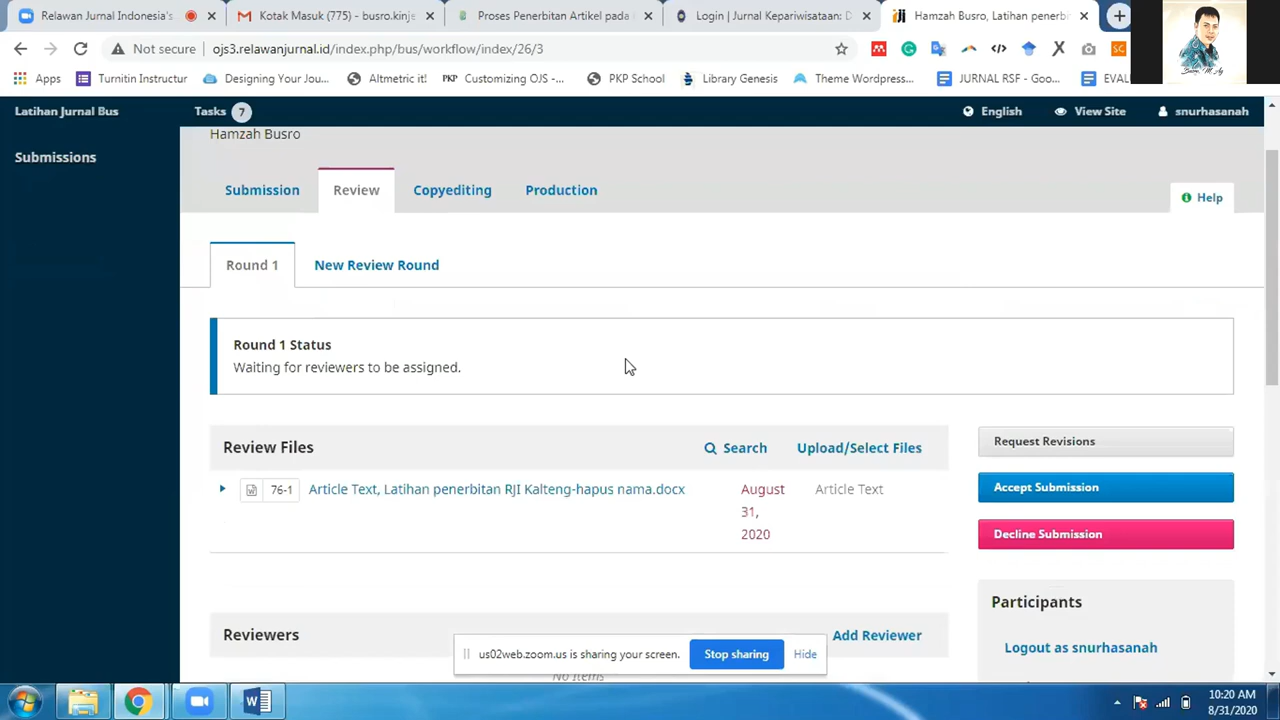 Relawan Jurnal Indonesia's
Kotak Masuk (775) - busro.kinje
Proses Penerbitan Artikel pada
Login | Jurnal Kepariwisataan: D
Hamzah Busro, Latihan penerb
Not secure
ojs3.relawanjurnal.id/index.php/bus/workflow/index/26/3
Apps
Turnitin Instructur
Designing Your Jou...
Altmetric it!
PKP Customizing OJS -...
PKP School
Library Genesis
Theme Wordpress...
JURNAL RSF - Goo...
EVAL
Latihan Jurnal Bus
Tasks 7
English
View Site
snurhasanah
Submissions
Hamzah Busro
Submission
Review
Copyediting
Production
Help
Round 1
New Review Round
Round 1 Status
Waiting for reviewers to be assigned.
Review Files
Search
Upload/Select Files
Request Revisions
76-1
Article Text, Latihan penerbitan RJI Kalteng-hapus nama.docx
August
31,
2020
Article Text
Accept Submission
Decline Submission
Participants
Logout as snurhasanah
Reviewers
Add Reviewer
us02web.zoom.us is sharing your screen.
Stop sharing
Hide
No Items
10:20 AM
8/31/2020